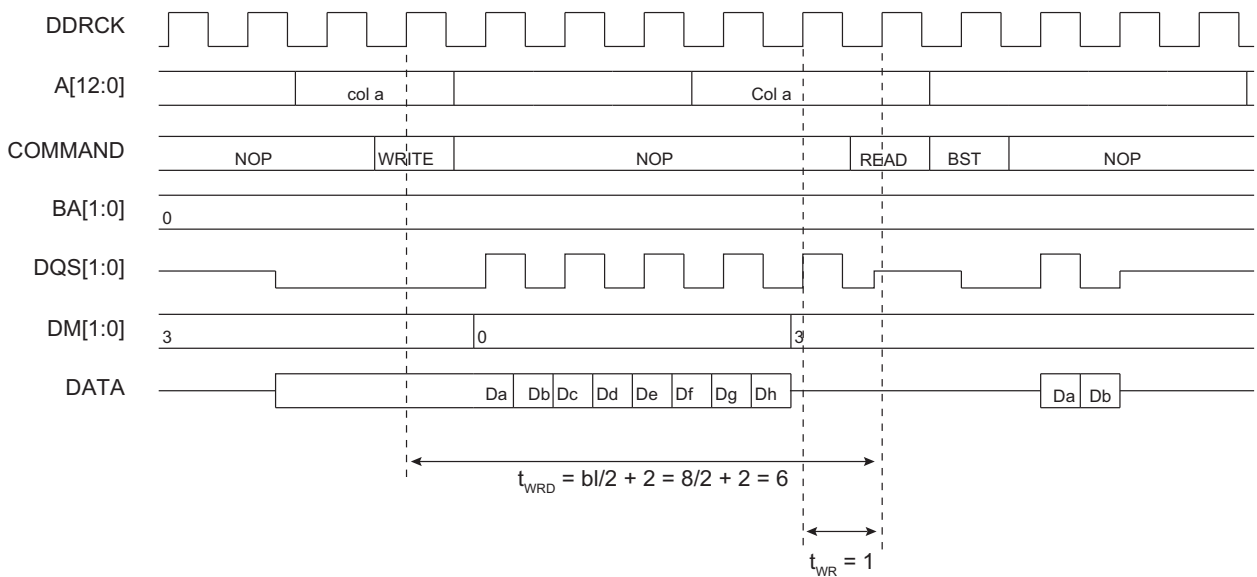 DDRCK
A[12:0] col a Col a
COMMAND NOP WRITE NOP READ BST NOP
BA[1:0] 0
DQS[1:0]
DM[1:0] 3 0 3
DATA Da Db Dc Dd De Df Dg Dh Da Db
tWRD = bl/2 + 2 = 8/2 + 2 = 6
tWR = 1